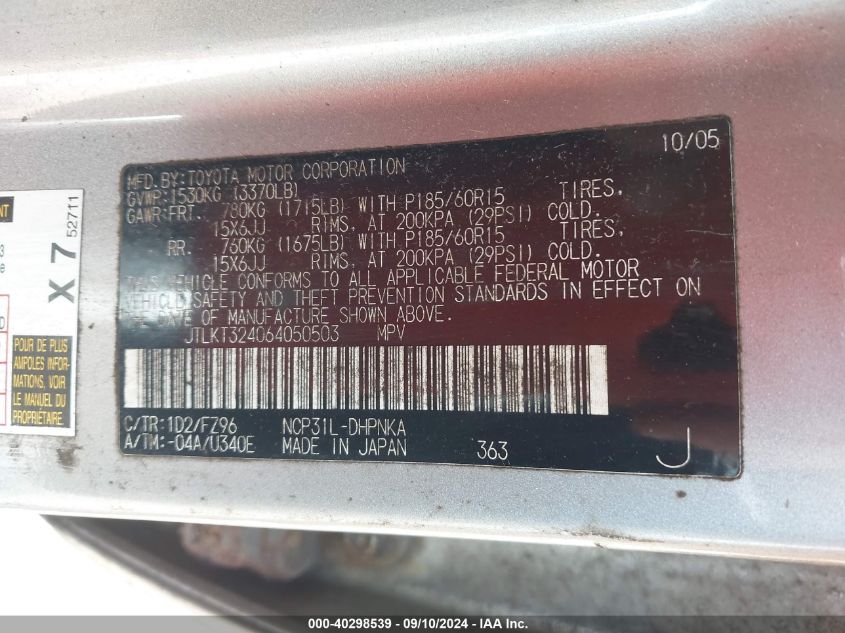 10/05
MFD.BY:TOYOTA MOTOR CORPORATION
GVWR 1530KG (3370LB)
GAWR:FRT. 780KG (1715LB) WITH P185/60R15 TIRES,
15X6JJ RIMS, AT 200KPA (29PSI) COLD.
RR. 760KG (1675LB) WITH P185/60R15 TIRES,
15X6JJ RIMS, AT 200KPA (29PSI) COLD.
THIS VEHICLE CONFORMS TO ALL APPLICABLE FEDERAL MOTOR
VEHICLE SAFETY AND THEFT PREVENTION STANDARDS IN EFFECT ON
THE DATE OF MANUFACTURE SHOWN ABOVE.
JTLKT324064050503 MPV
C/TR:1D2/FZ96 NCP31L-DHPNKA
A/TM:-04A/U340E MADE IN JAPAN 363 J
X 7
52711
POUR DE PLUS
AMPLES INFOR-
MATIONS, VOIR
LE MANUEL DU
PROPRIÉTAIRE
000-40298539 - 09/10/2024 - IAAI.COM